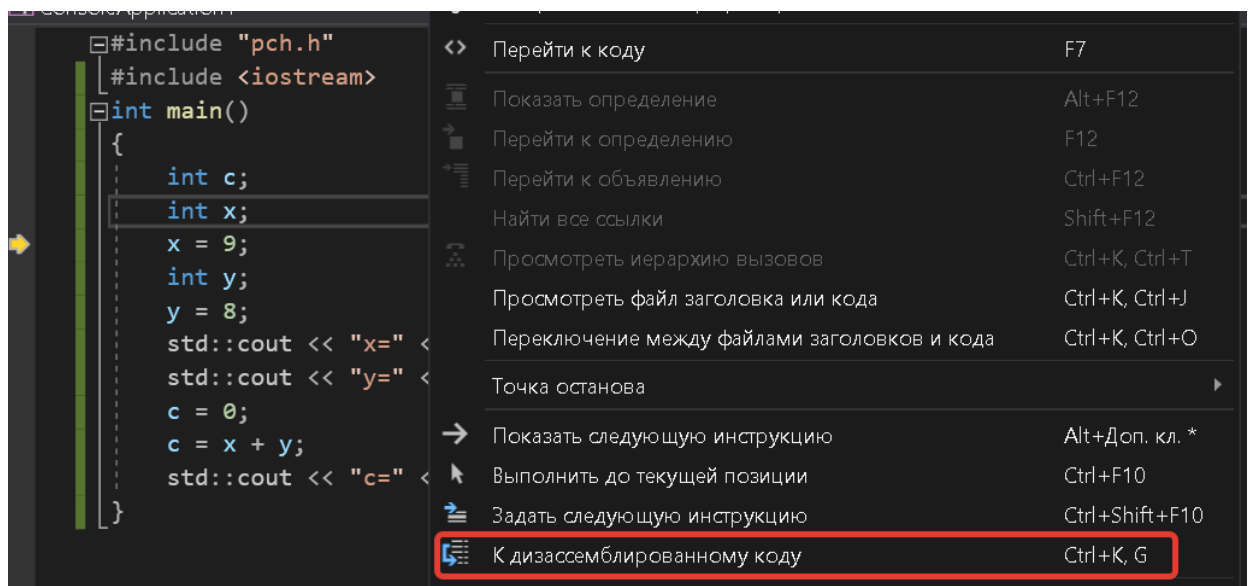 ConsoleApplication1
#include "pch.h"
#include <iostream>
int main()
{
int c;
int x;
x = 9;
int y;
y = 8;
std::cout << "x=" <
std::cout << "y=" <
c = 0;
c = x + y;
std::cout << "c=" <
}
Перейти к коду F7
Показать определение Alt+F12
Перейти к определению F12
Перейти к объявлению Ctrl+F12
Найти все ссылки Shift+F12
Просмотреть иерархию вызовов Ctrl+K, Ctrl+T
Просмотреть файл заголовка или кода Ctrl+K, Ctrl+J
Переключение между файлами заголовков и кода Ctrl+K, Ctrl+O
Точка останова
Показать следующую инструкцию Alt+Доп. кл. *
Выполнить до текущей позиции Ctrl+F10
Задать следующую инструкцию Ctrl+Shift+F10
К дизассемблированному коду Ctrl+K, G